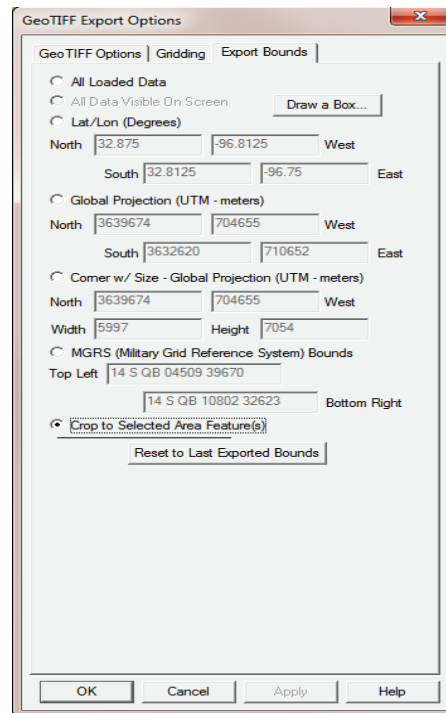 GeoTIFF Export Options
GeoTIFF Options Gridding Export Bounds
All Loaded Data
All Data Visible On Screen Draw a Box...
Lat/Lon (Degrees)
North 32.875 -96.8125 West
South 32.8125 -96.75 East
Global Projection (UTM - meters)
North 3639674 704655 West
South 3632620 710652 East
Corner w/ Size - Global Projection (UTM - meters)
North 3639674 704655 West
Width 5997 Height 7054
MGRS (Military Grid Reference System) Bounds
Top Left 14 S QB 04509 39670
14 S QB 10802 32623 Bottom Right
Crop to Selected Area Feature(s)
Reset to Last Exported Bounds
OK Cancel Apply Help